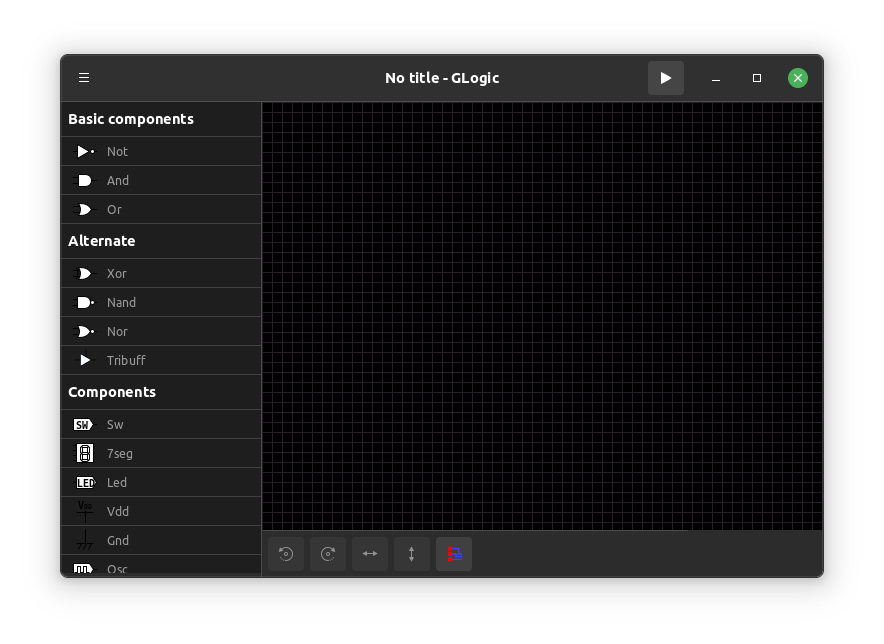 No title - GLogic
Basic components
Not
And
Or
Alternate
Xor
Nand
Nor
Tribuff
Components
SW Sw
8 7seg
LED Led
VDD Vdd
Gnd
Osc